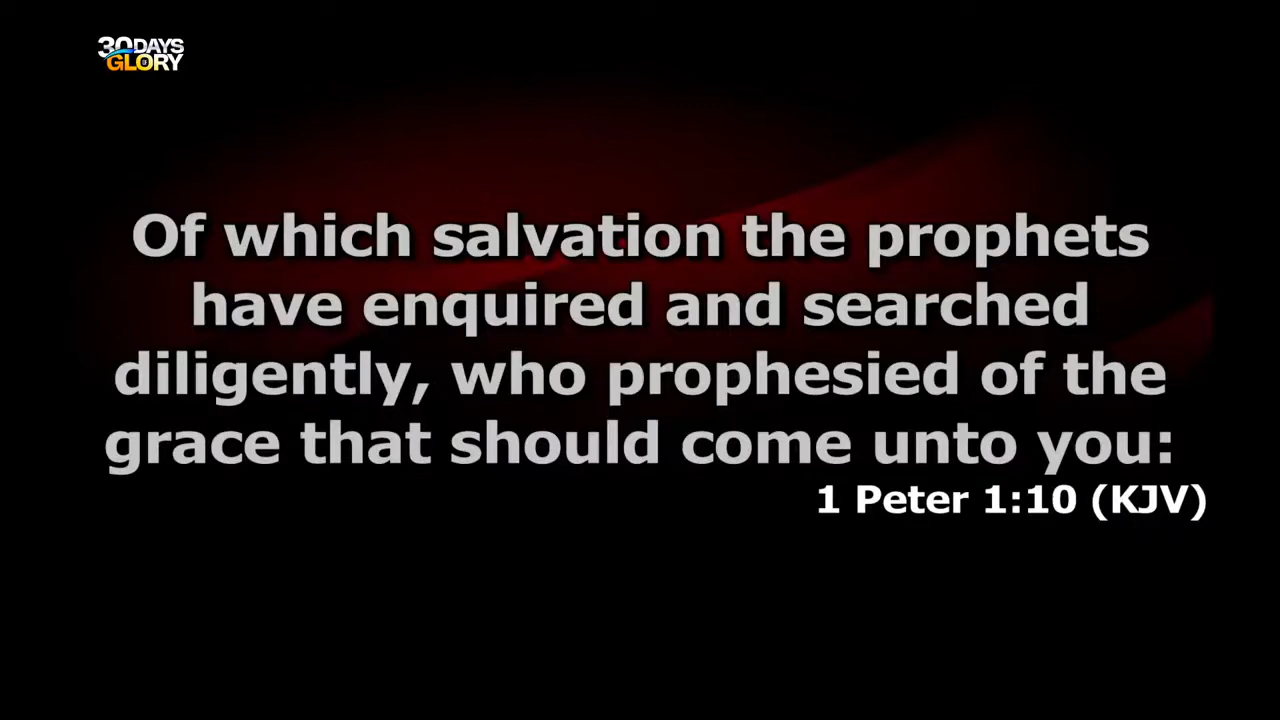 30DAYS
GLORY
Of which salvation the prophets
have enquired and searched
diligently, who prophesied of the
grace that should come unto you:
1 Peter 1:10 (KJV)